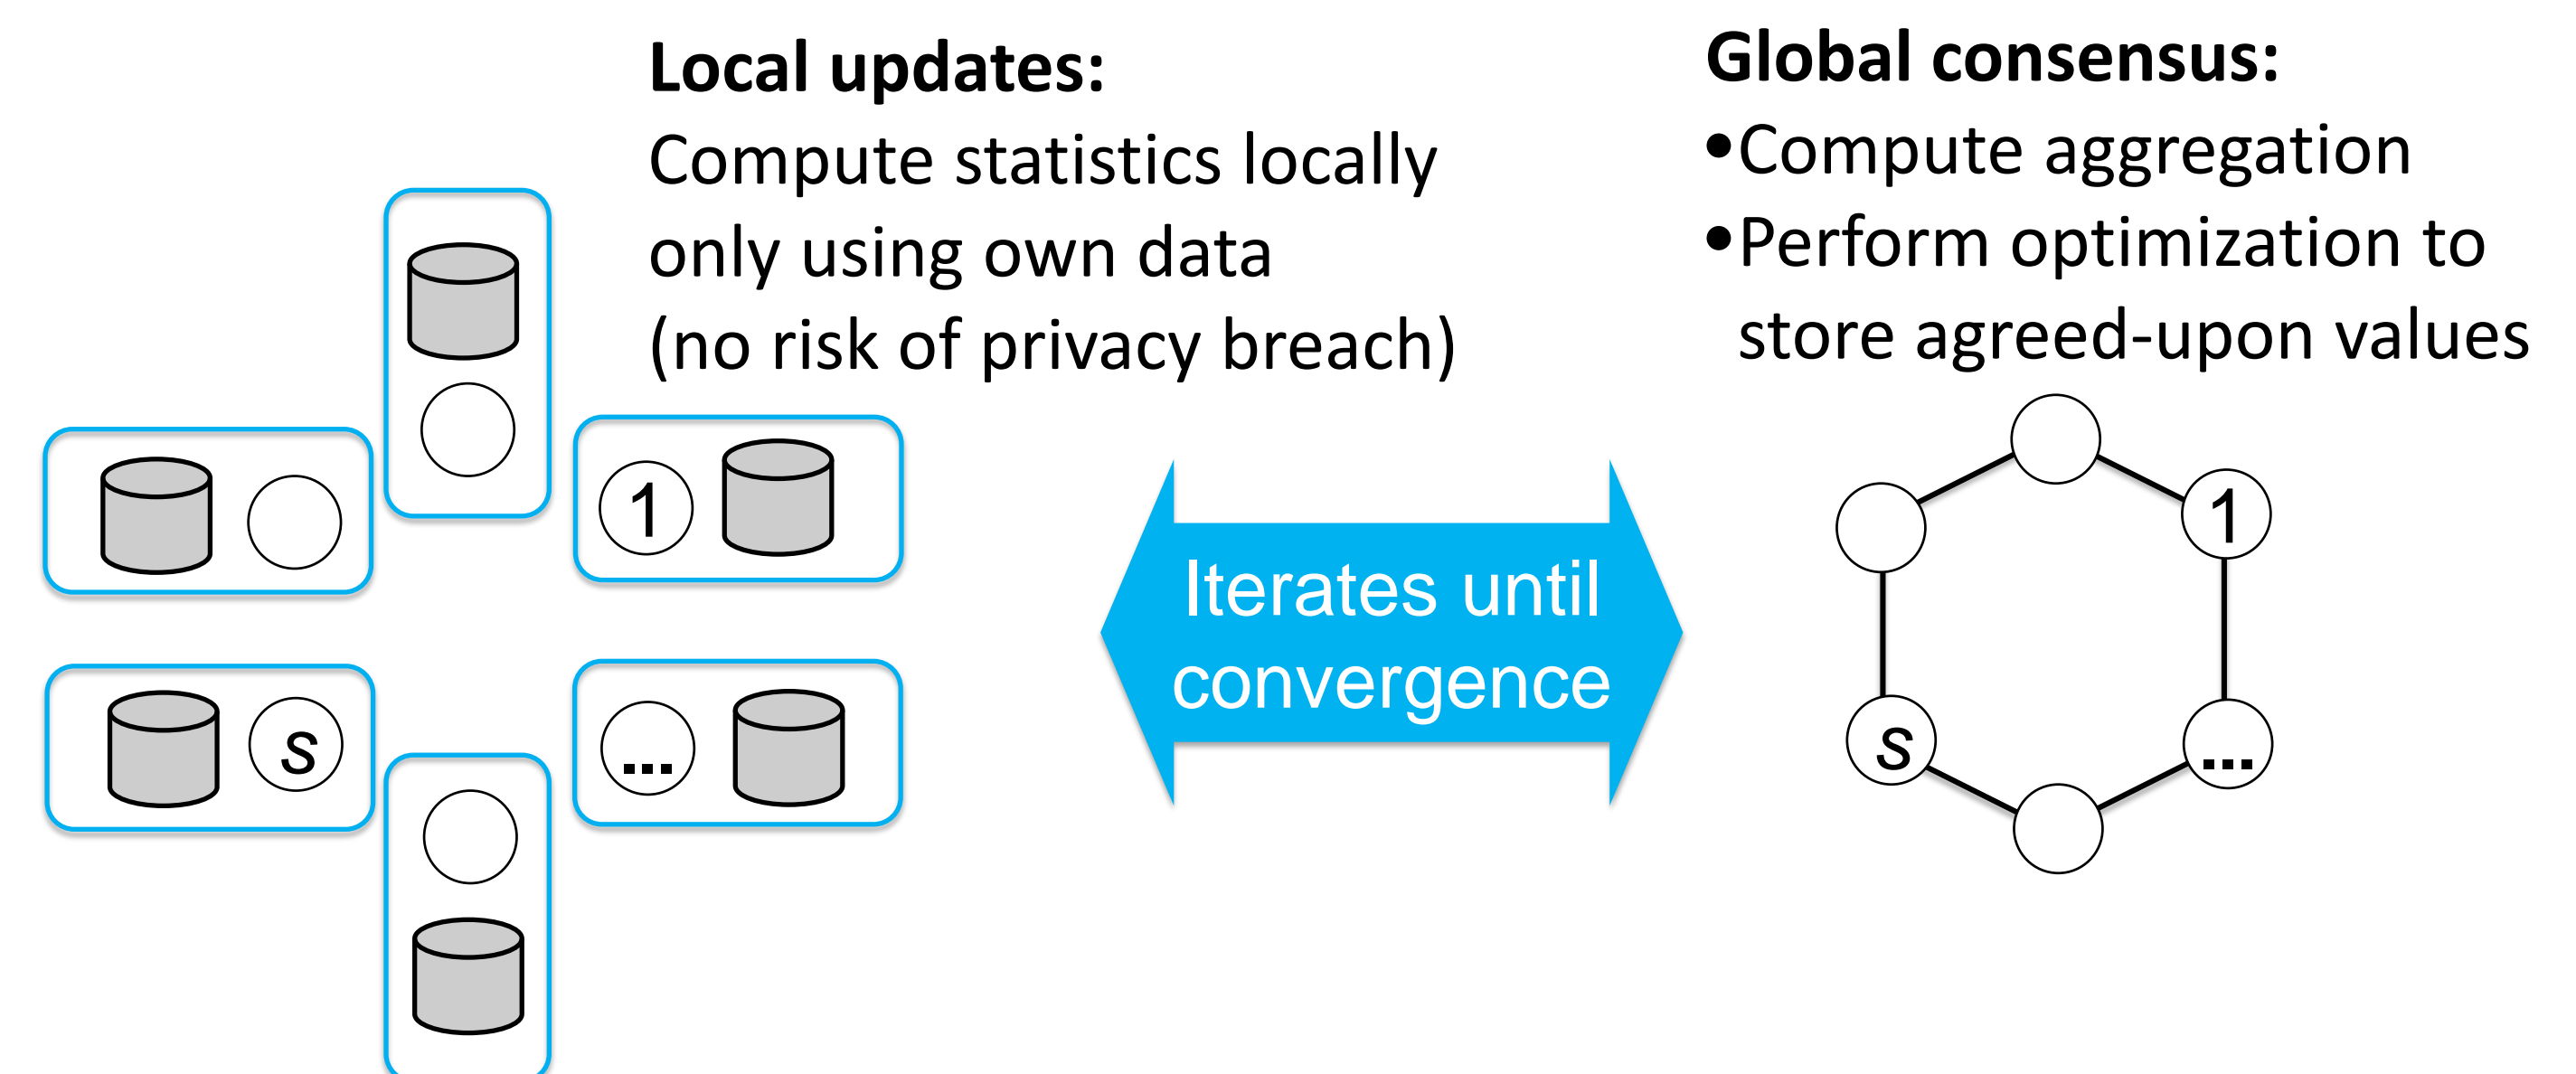 Local updates:
Compute statistics locally
only using own data
(no risk of privacy breach)
Global consensus:
•Compute aggregation
•Perform optimization to
store agreed-upon values
1
s
...
Iterates until
convergence
1
s
...